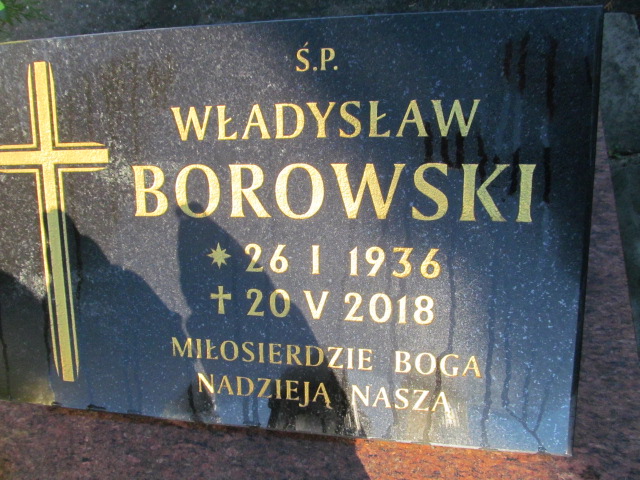 Ś.P.
WŁADYSŁAW
BOROWSKI
✴ 26 I 1936
✝ 20 V 2018
MIŁOSIERDZIE BOGA
NADZIEJĄ NASZA